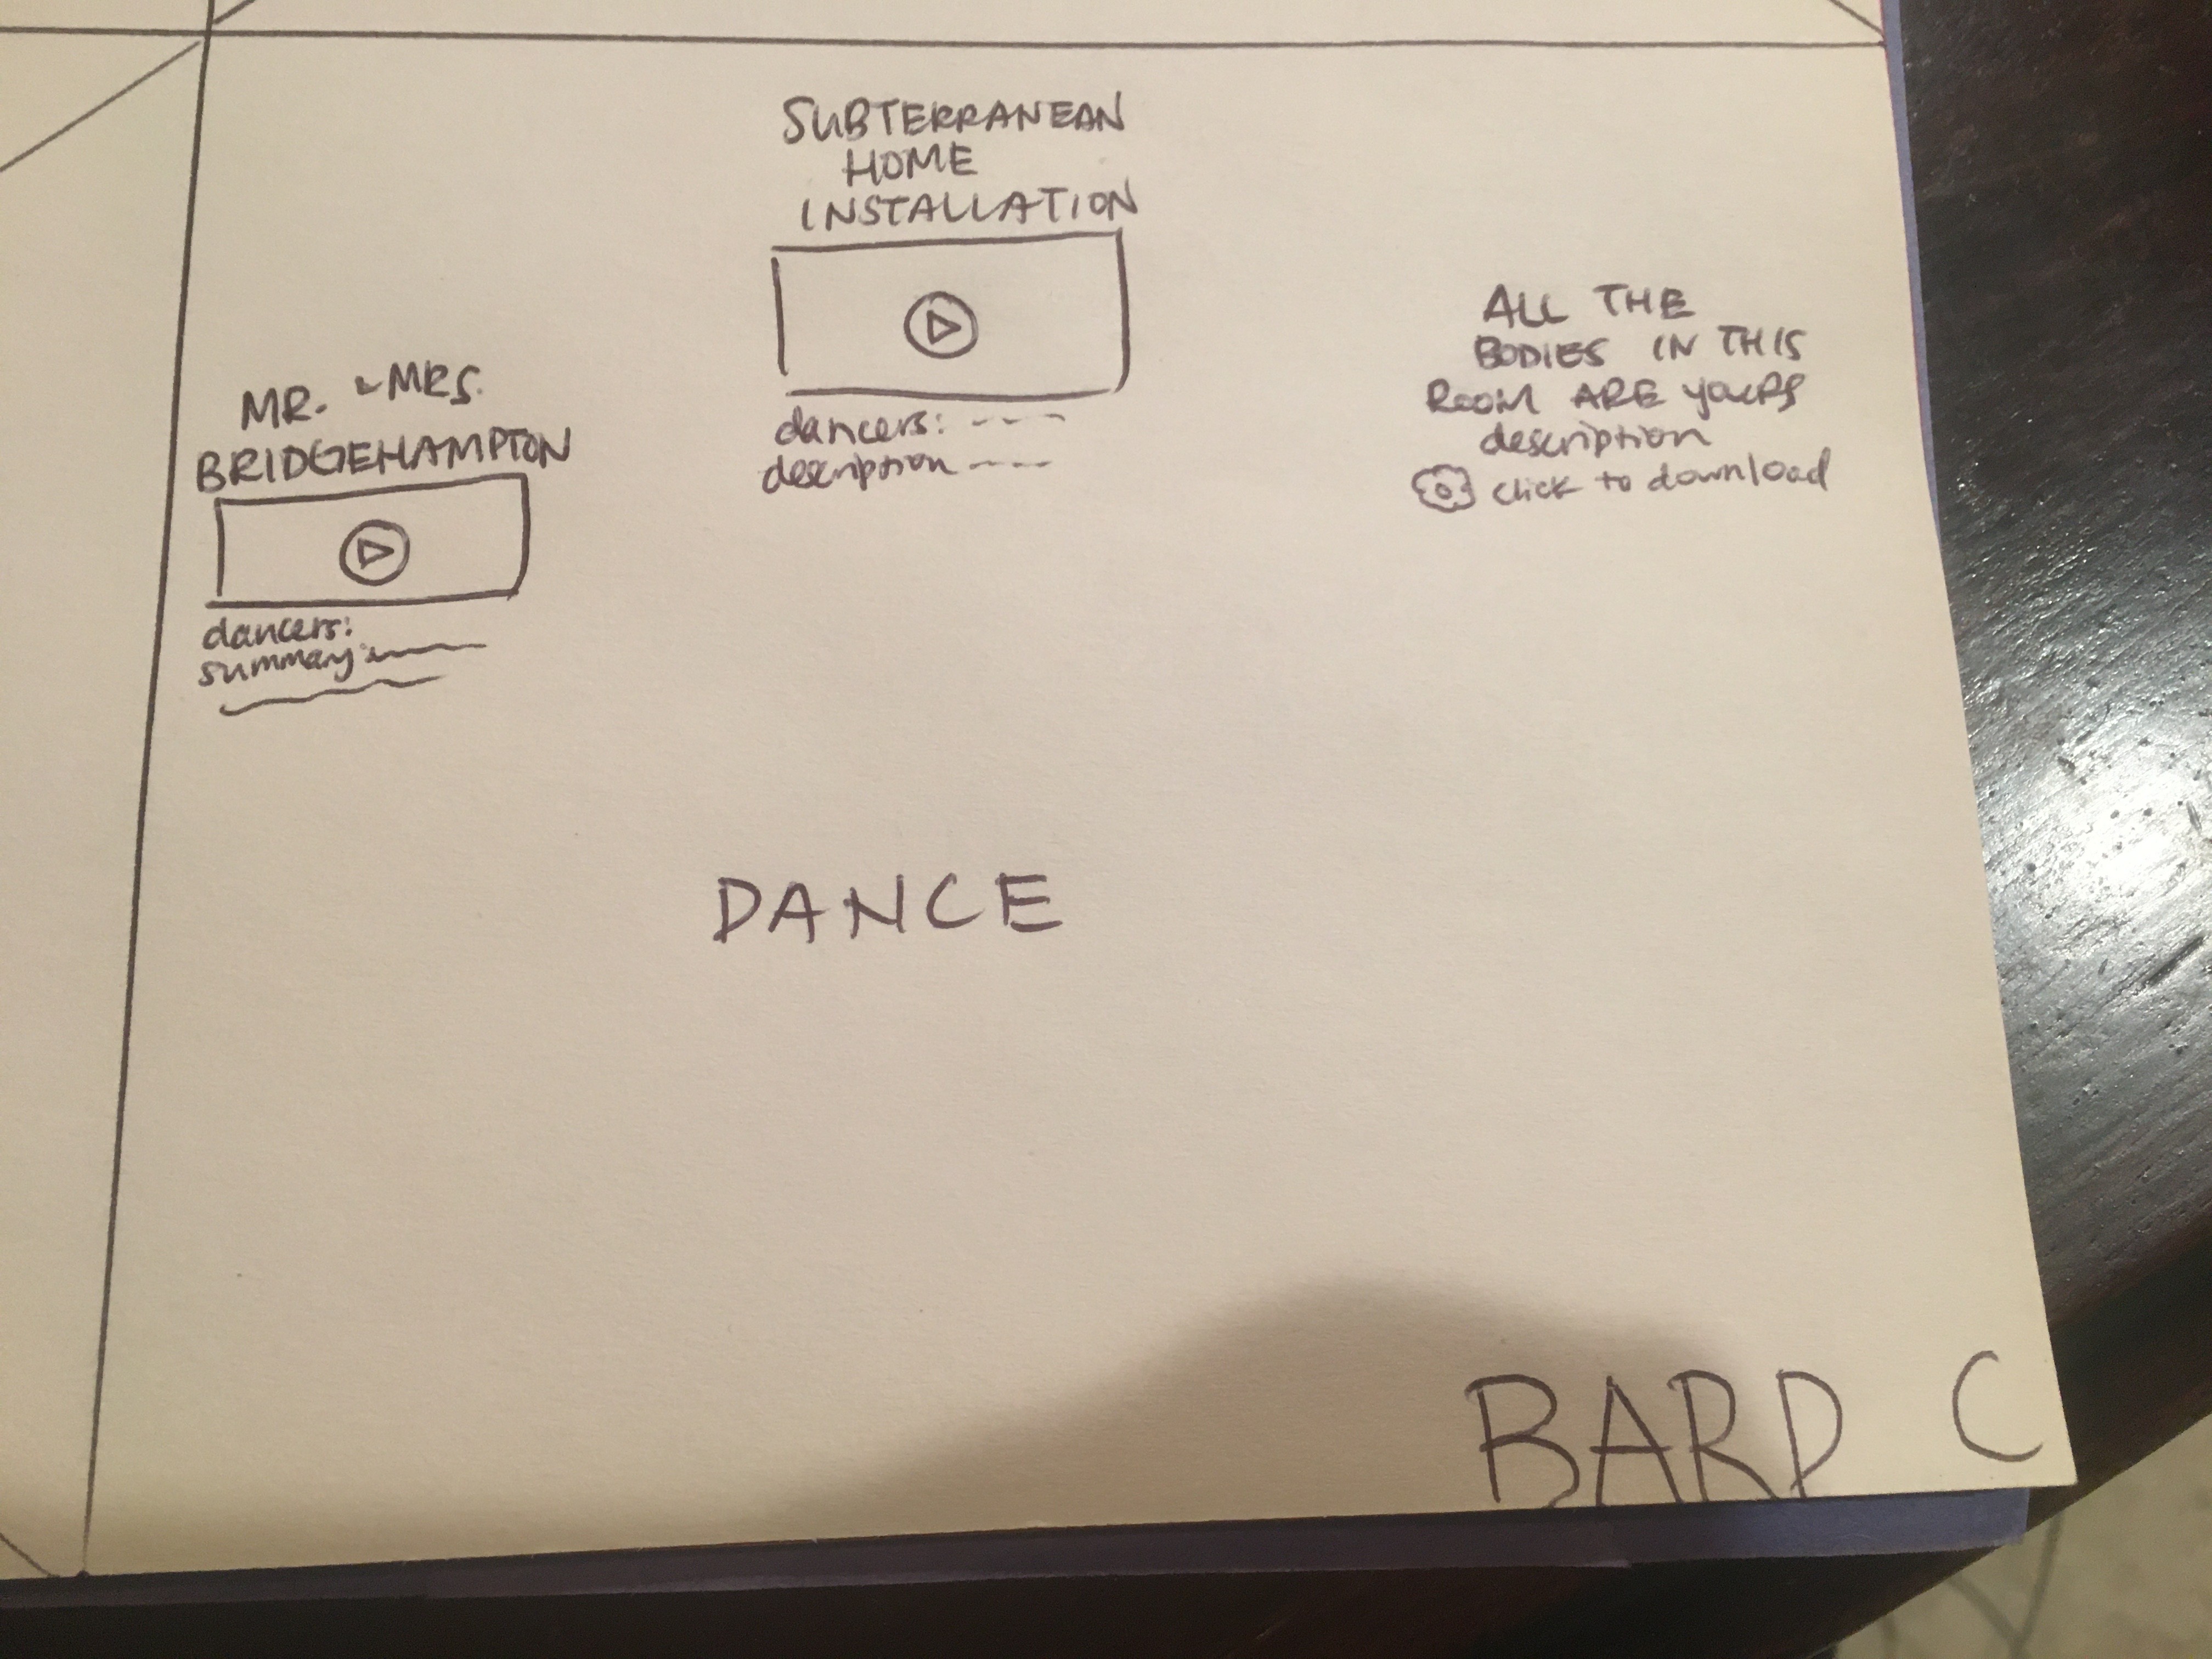 MR. & MRS.
BRIDGEHAMPTON
dancers:
summary:
SUBTERRANEAN
HOME
INSTALLATION
dancers:
description
ALL THE
BODIES IN THIS
ROOM ARE YOURS
description
click to download
DANCE
BARD C